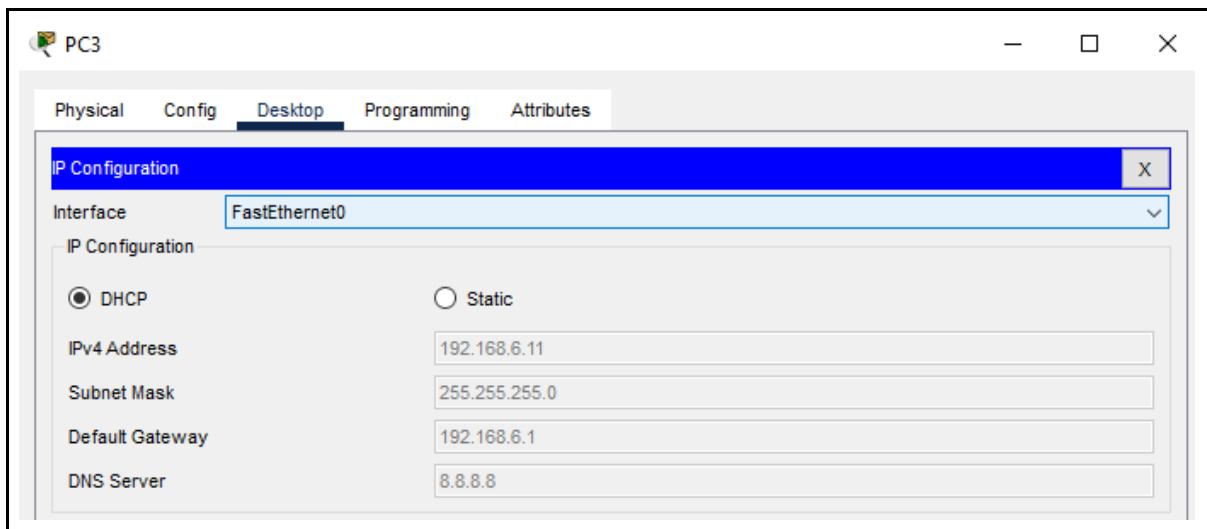 PC3
Physical Config Desktop Programming Attributes
IP Configuration X
Interface FastEthernet0
IP Configuration
DHCP Static
IPv4 Address 192.168.6.11
Subnet Mask 255.255.255.0
Default Gateway 192.168.6.1
DNS Server 8.8.8.8